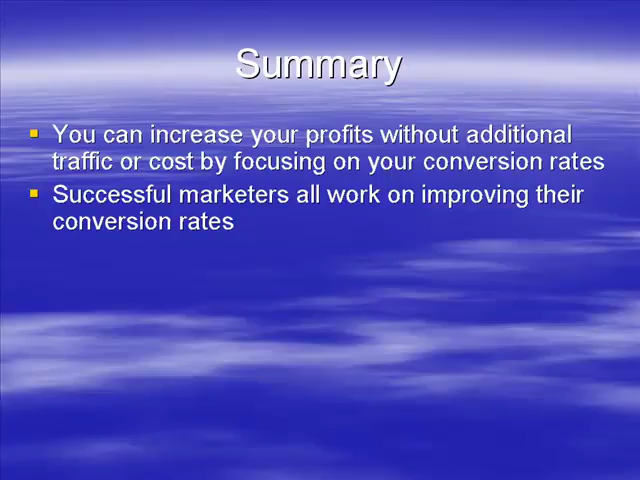 Summary
You can increase your profits without additional
traffic or cost by focusing on your conversion rates
Successful marketers all work on improving their
conversion rates